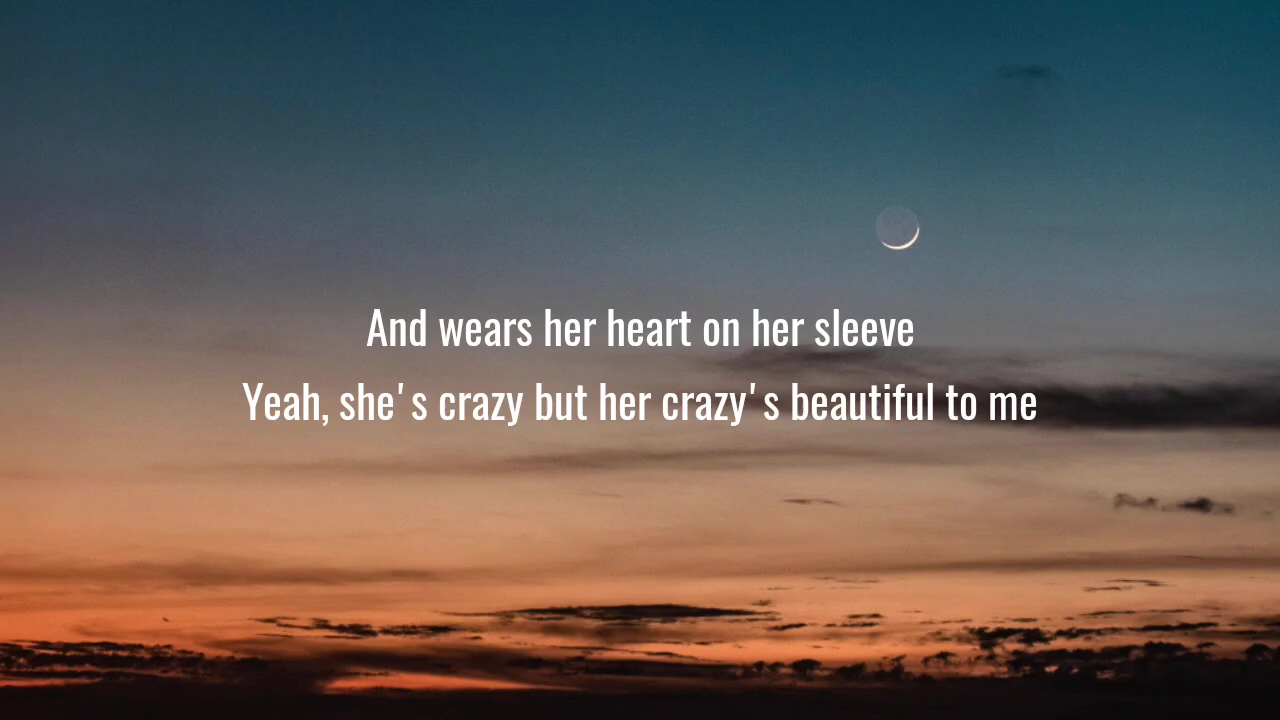 And wears her heart on her sleeve
Yeah, she's crazy but her crazy's beautiful to me